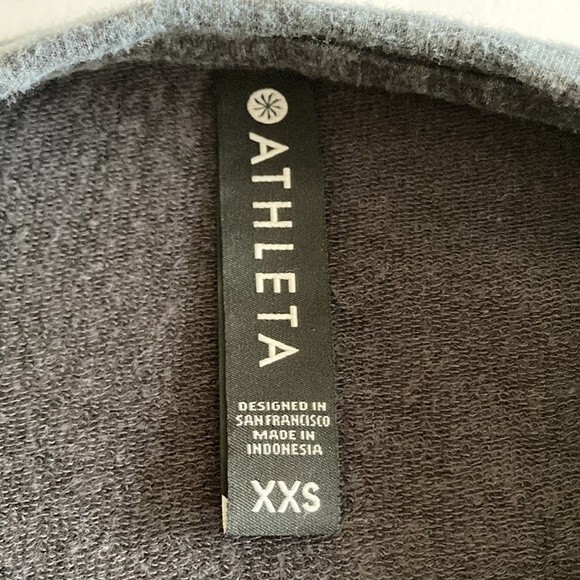 ATHLETA
DESIGNED IN
SAN FRANCISCO
MADE IN
INDONESIA
XXS